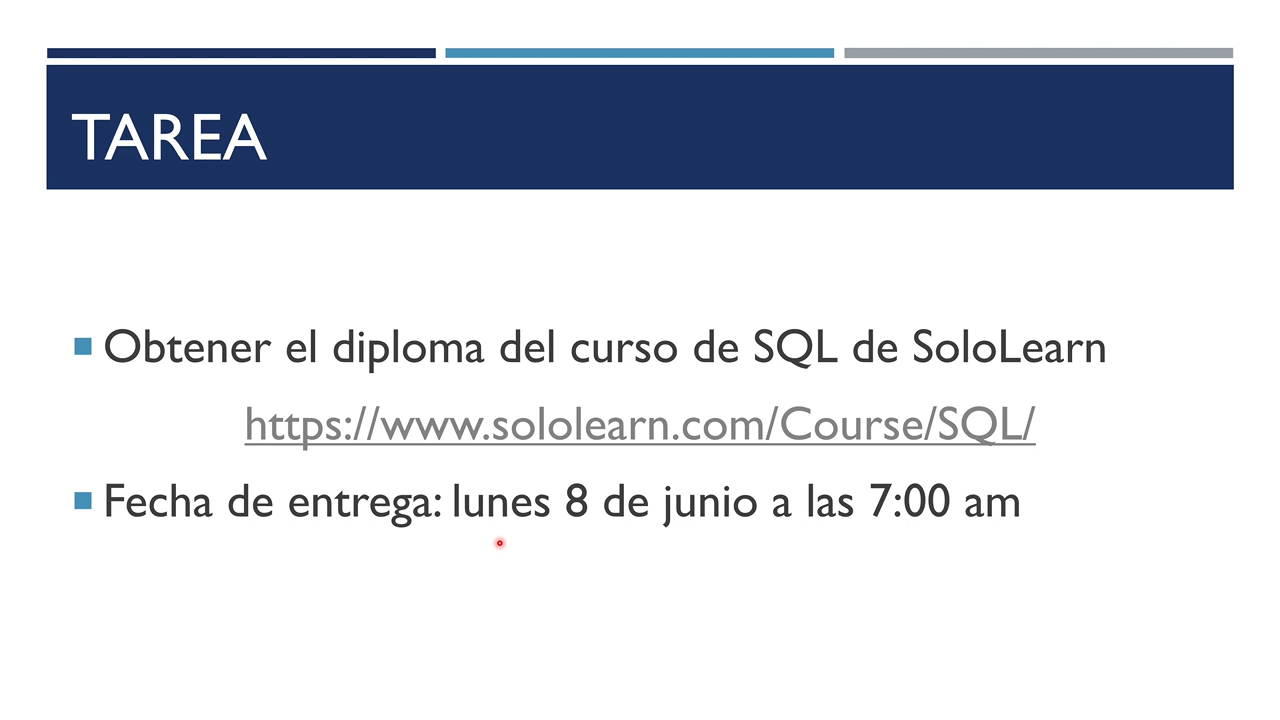 TAREA
Obtener el diploma del curso de SQL de SoloLearn
https://www.sololearn.com/Course/SQL/
Fecha de entrega: lunes 8 de junio a las 7:00 am